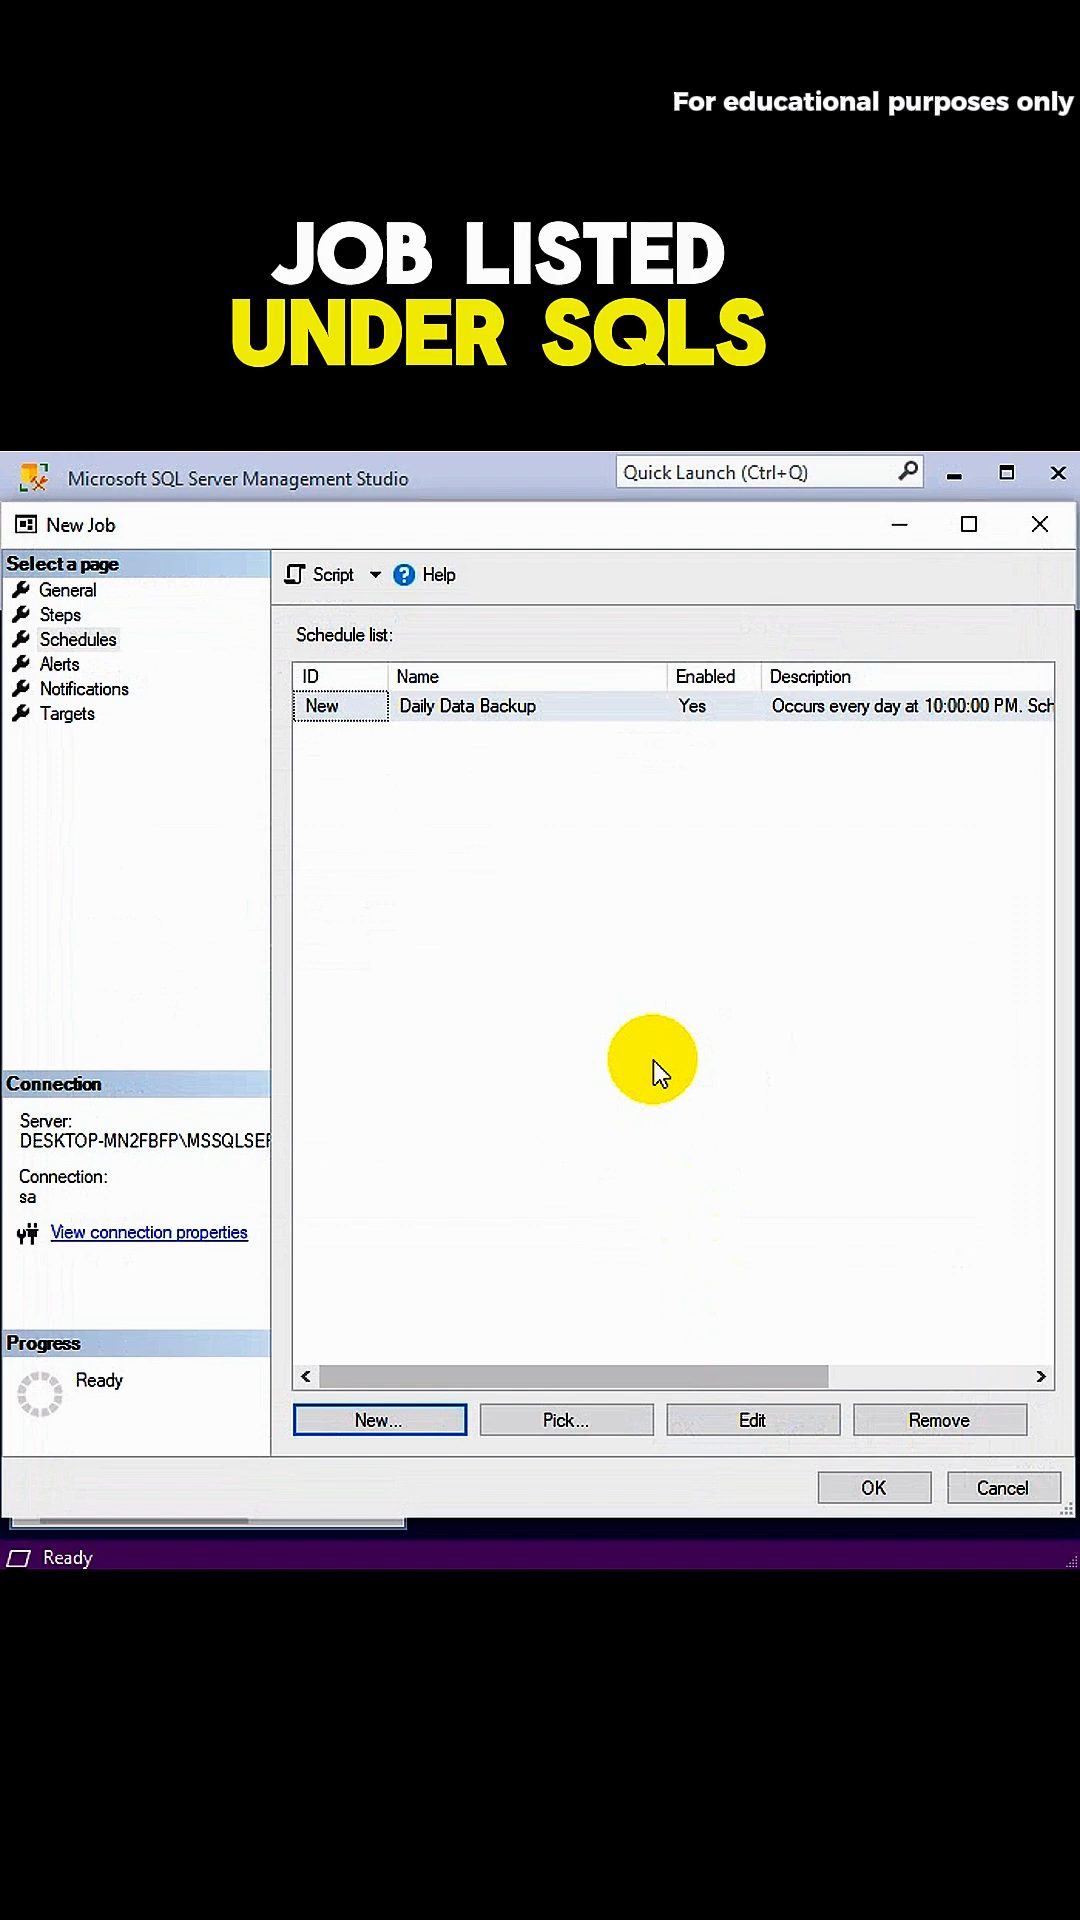 For educational purposes only
JOB LISTED
UNDER SQLS
Microsoft SQL Server Management Studio
Quick Launch (Ctrl+Q)
New Job
Select a page
General
Steps
Schedules
Alerts
Notifications
Targets
Script
Help
Schedule list:
ID Name Enabled Description
New Daily Data Backup Yes Occurs every day at 10:00:00 PM. Sch
Connection
Server:
DESKTOP-MN2FBFP\MSSQLSER
Connection:
sa
View connection properties
Progress
Ready
New... Pick... Edit Remove
OK Cancel
Ready